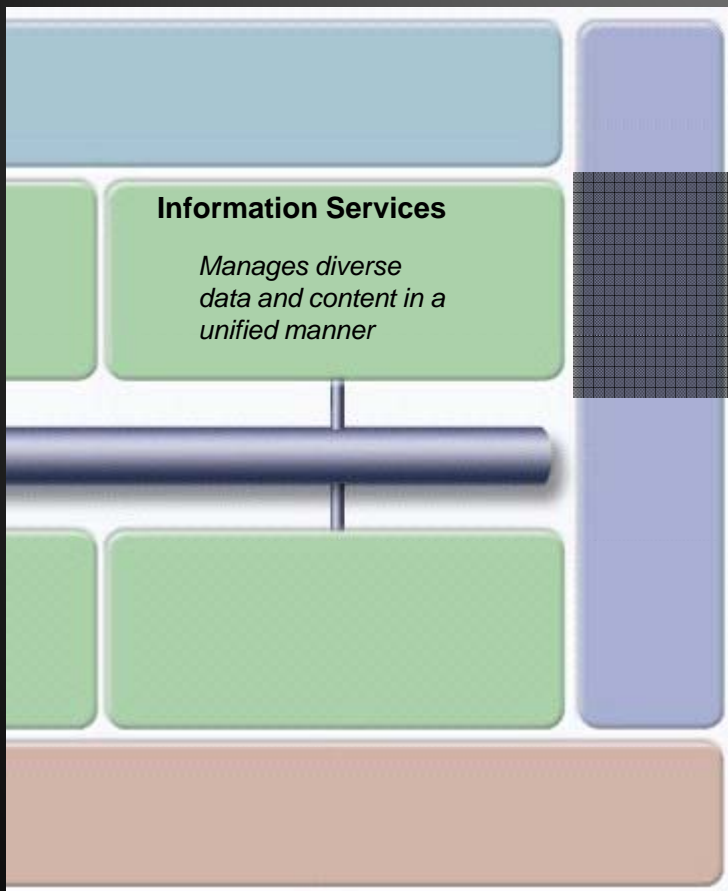 Information Services
Manages diverse
data and content in a
unified manner